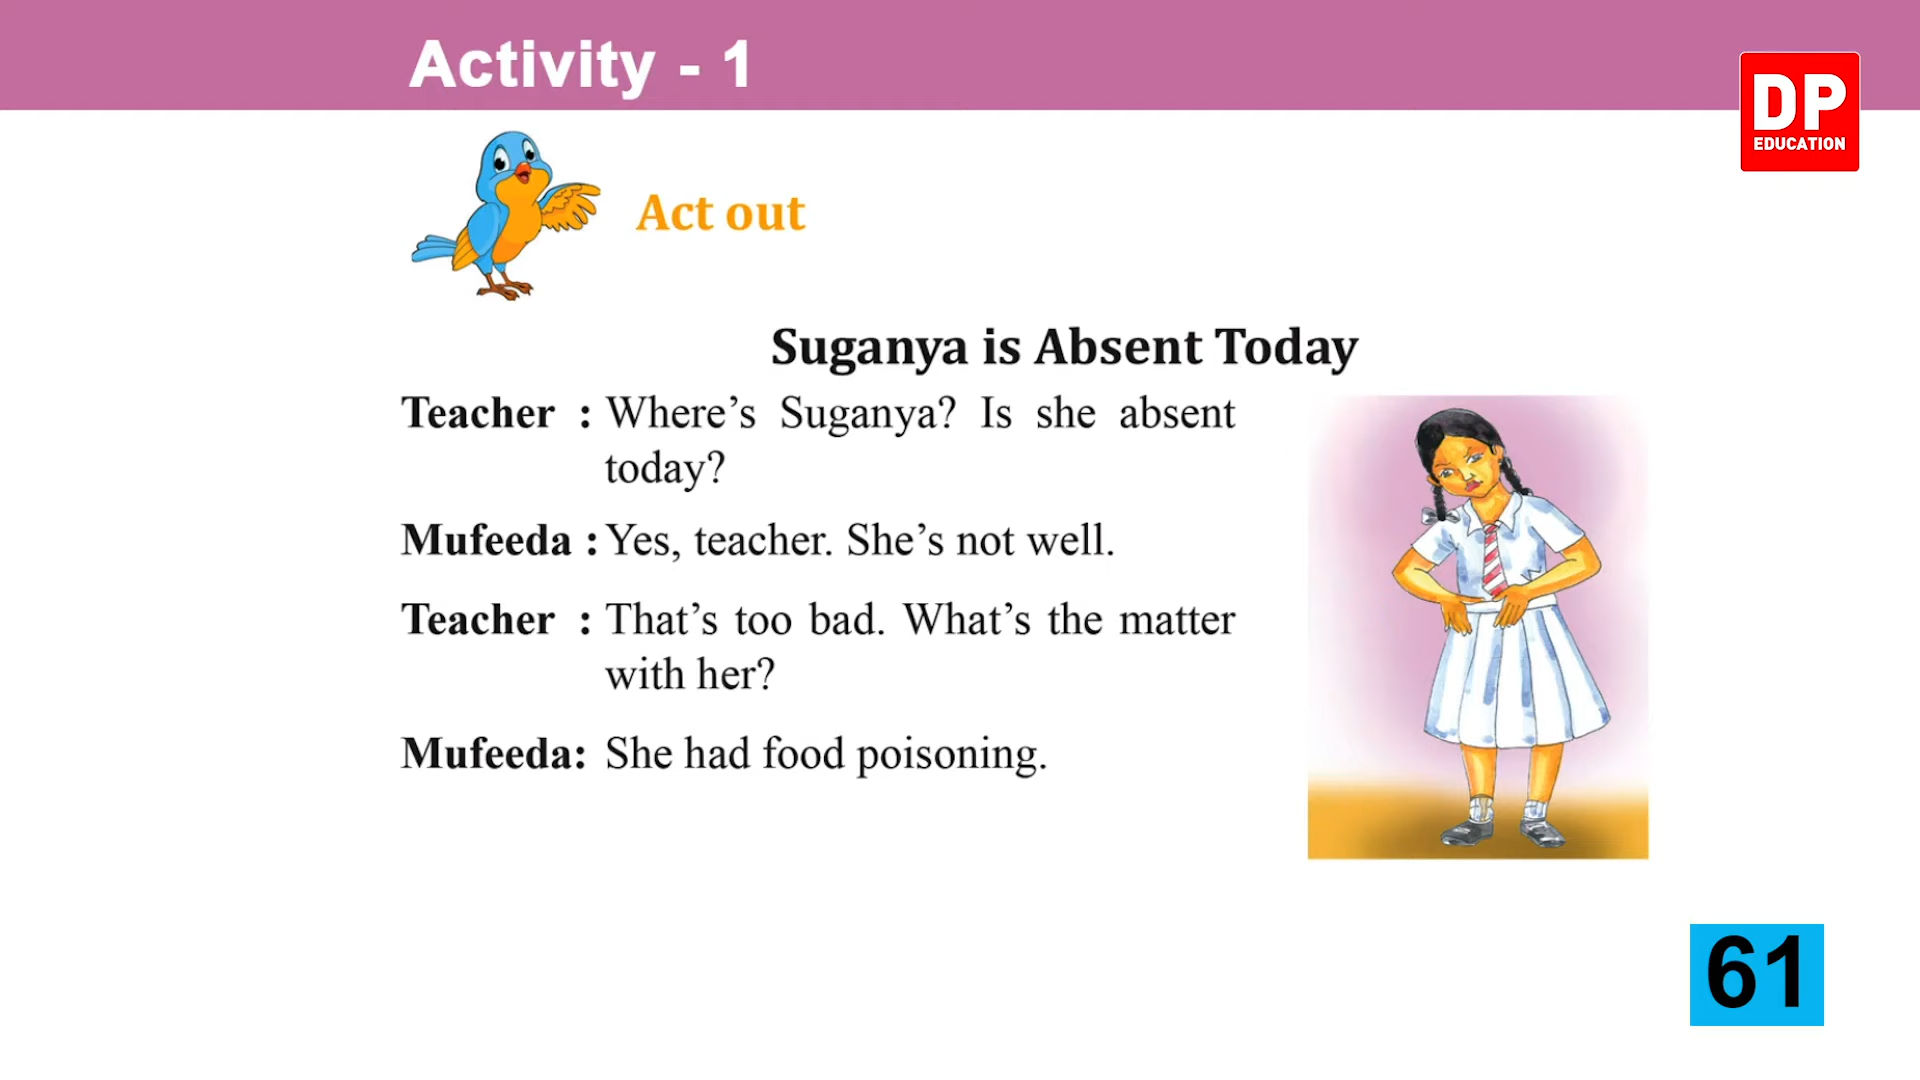 Activity - 1
DP
EDUCATION
Act out
Suganya is Absent Today
Teacher : Where’s Suganya? Is she absent
today?
Mufeeda : Yes, teacher. She’s not well.
Teacher : That’s too bad. What’s the matter
with her?
Mufeeda: She had food poisoning.
61